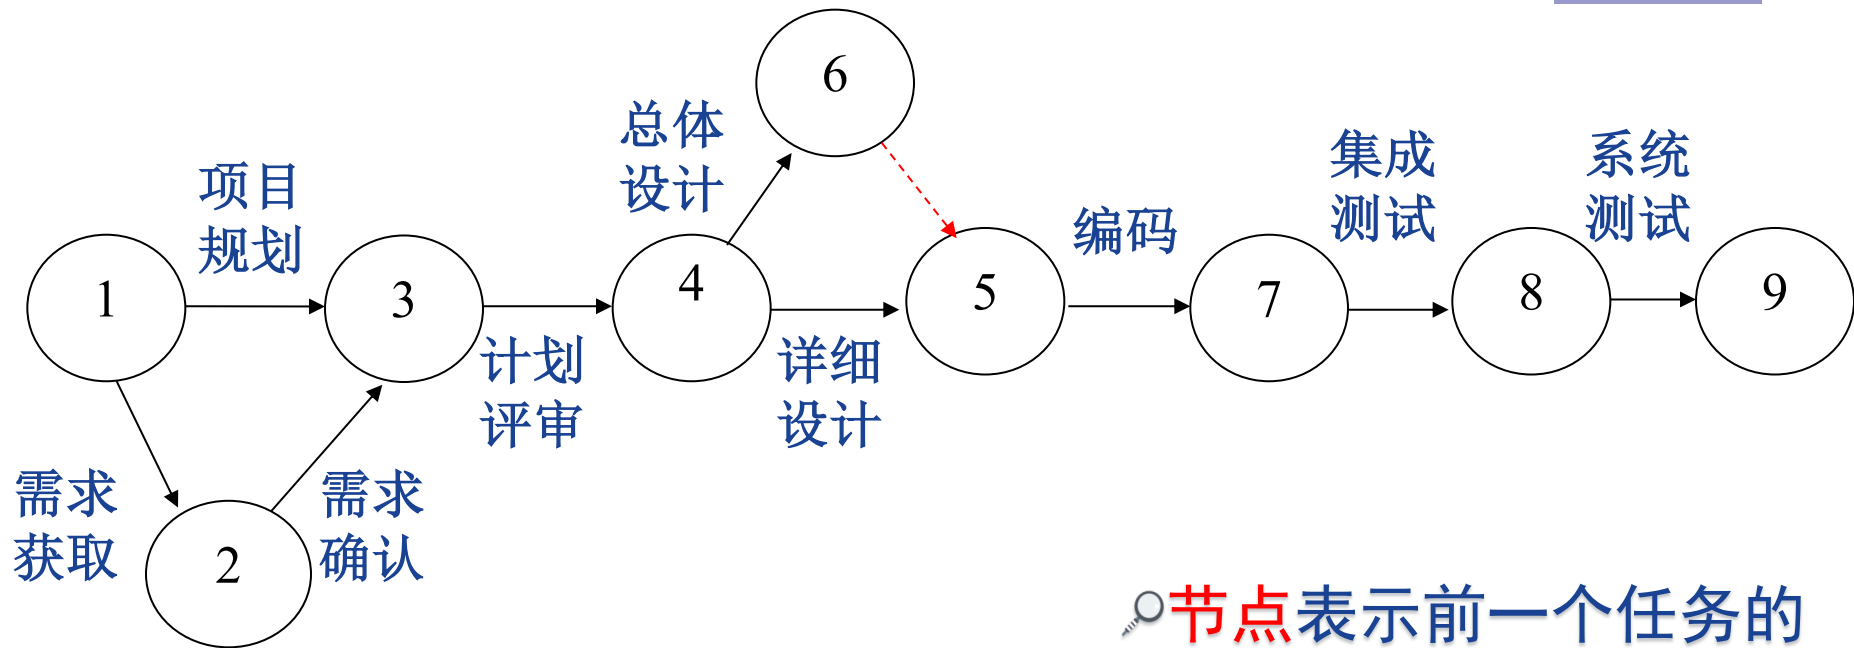 6
总体
设计
项目
规划
集成
测试
系统
测试
编码
1
3
4
5
7
8
9
计划
评审
详细
设计
需求
获取
2
需求
确认
节点表示前一个任务的